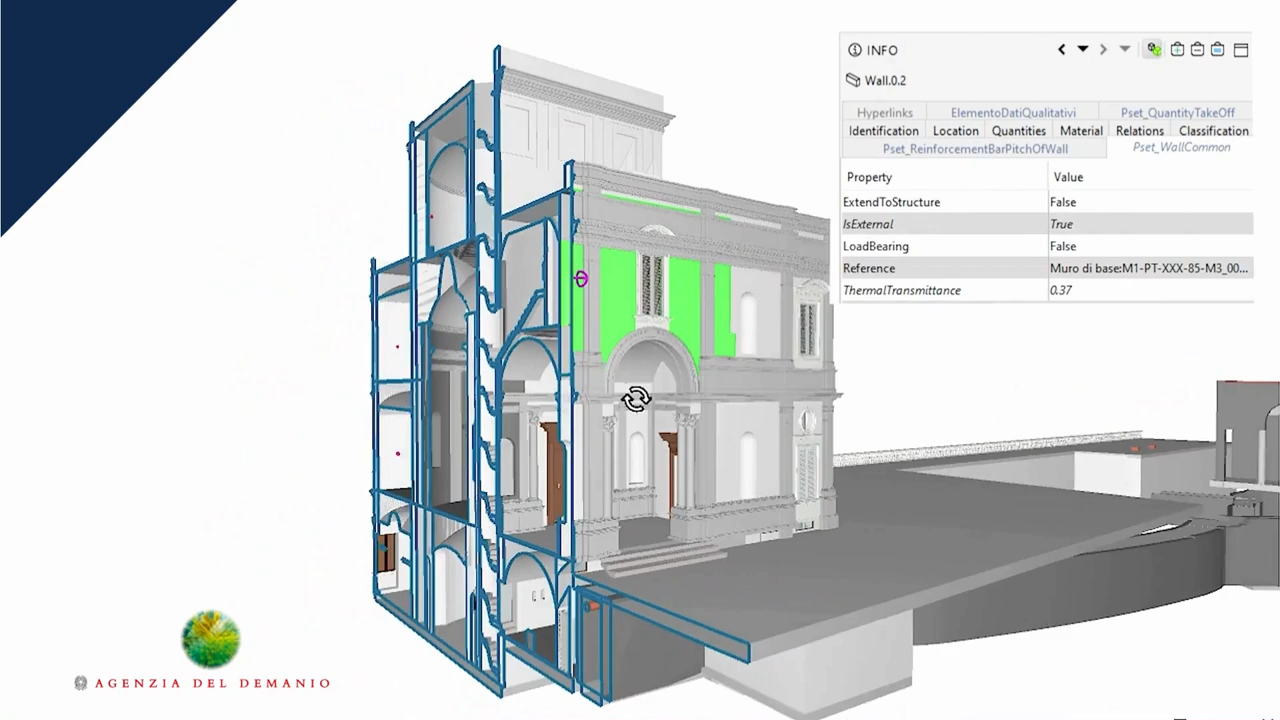 INFO
Wall.0.2
Hyperlinks ElementoDatiQualitativi Pset_QuantityTakeOff
Identification Location Quantities Material Relations Classification
Pset_ReinforcementBarPitchOfWall Pset_WallCommon
Property Value
ExtendToStructure False
IsExternal True
LoadBearing False
Reference Muro di base:M1-PT-XXX-85-M3_00...
ThermalTransmittance 0.37
AGENZIA DEL DEMANIO